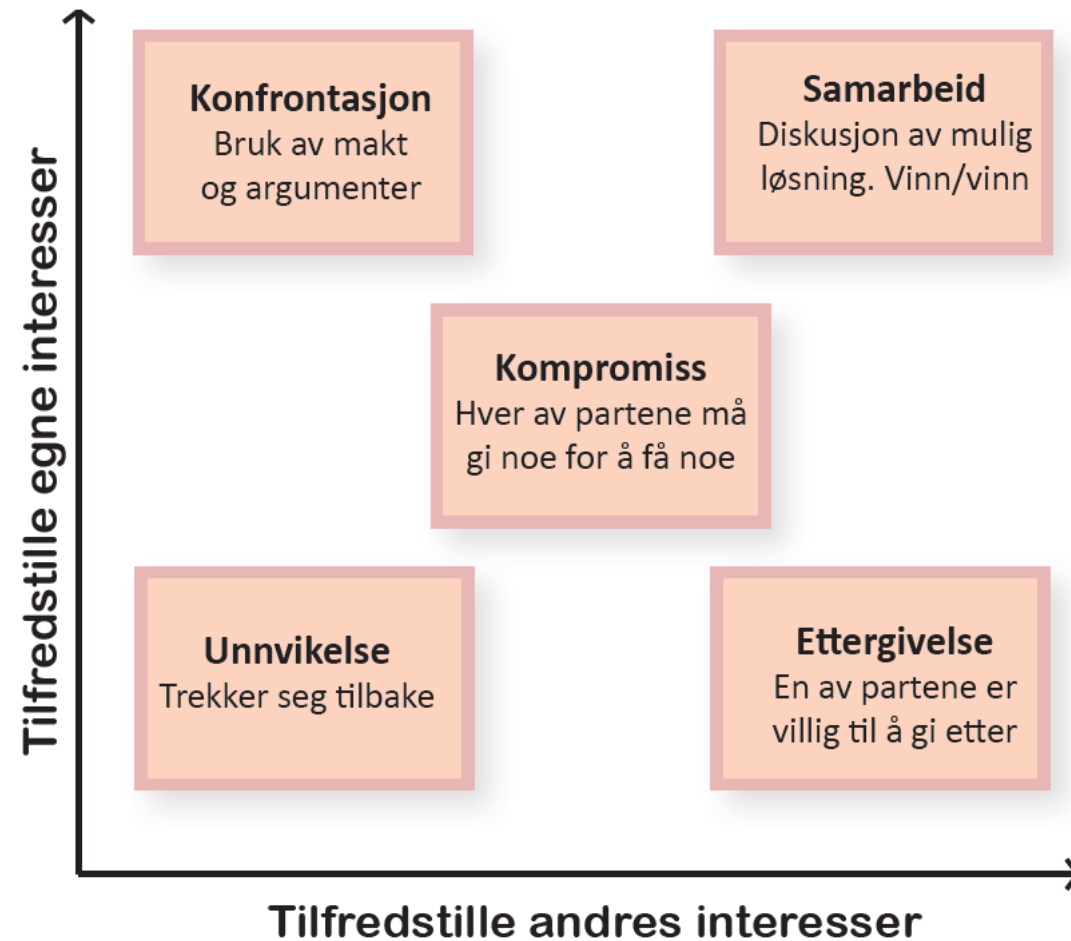 Tilfredstille egne interesser
Konfrontasjon
Bruk av makt
og argumenter
Samarbeid
Diskusjon av mulig
løsning. Vinn/vinn
Kompromiss
Hver av partene må
gi noe for å få noe
Unnvikelse
Trekker seg tilbake
Ettergivelse
En av partene er
villig til å gi etter
Tilfredstille andres interesser